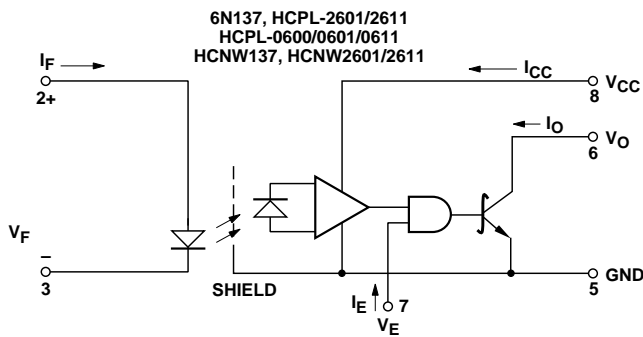 6N137, HCPL-2601/2611
HCPL-0600/0601/0611
HCNW137, HCNW2601/2611
IF
2+
ICC
8
VCC
IO
6
VO
VF
–
3
SHIELD
IE
7
VE
5
GND